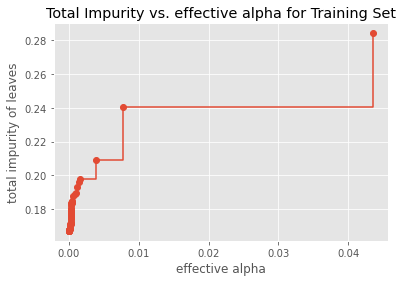 Total Impurity vs. effective alpha for Training Set
0.28
0.26
0.24
0.22
0.20
0.18
total impurity of leaves
0.00 0.01 0.02 0.03 0.04
effective alpha